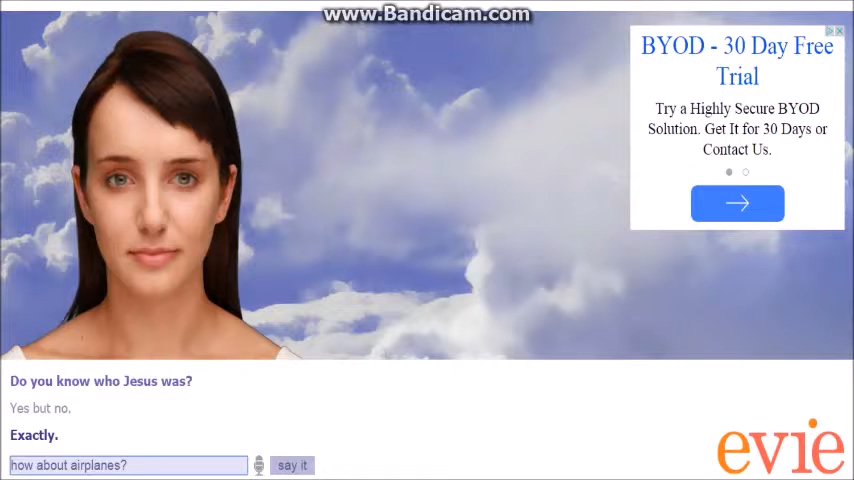 www.Bandicam.com
BYOD - 30 Day Free
Trial
Try a Highly Secure BYOD
Solution. Get It for 30 Days or
Contact Us.
Do you know who Jesus was?
Yes but no,
Exactly.
how about airplanes?
say it
evie